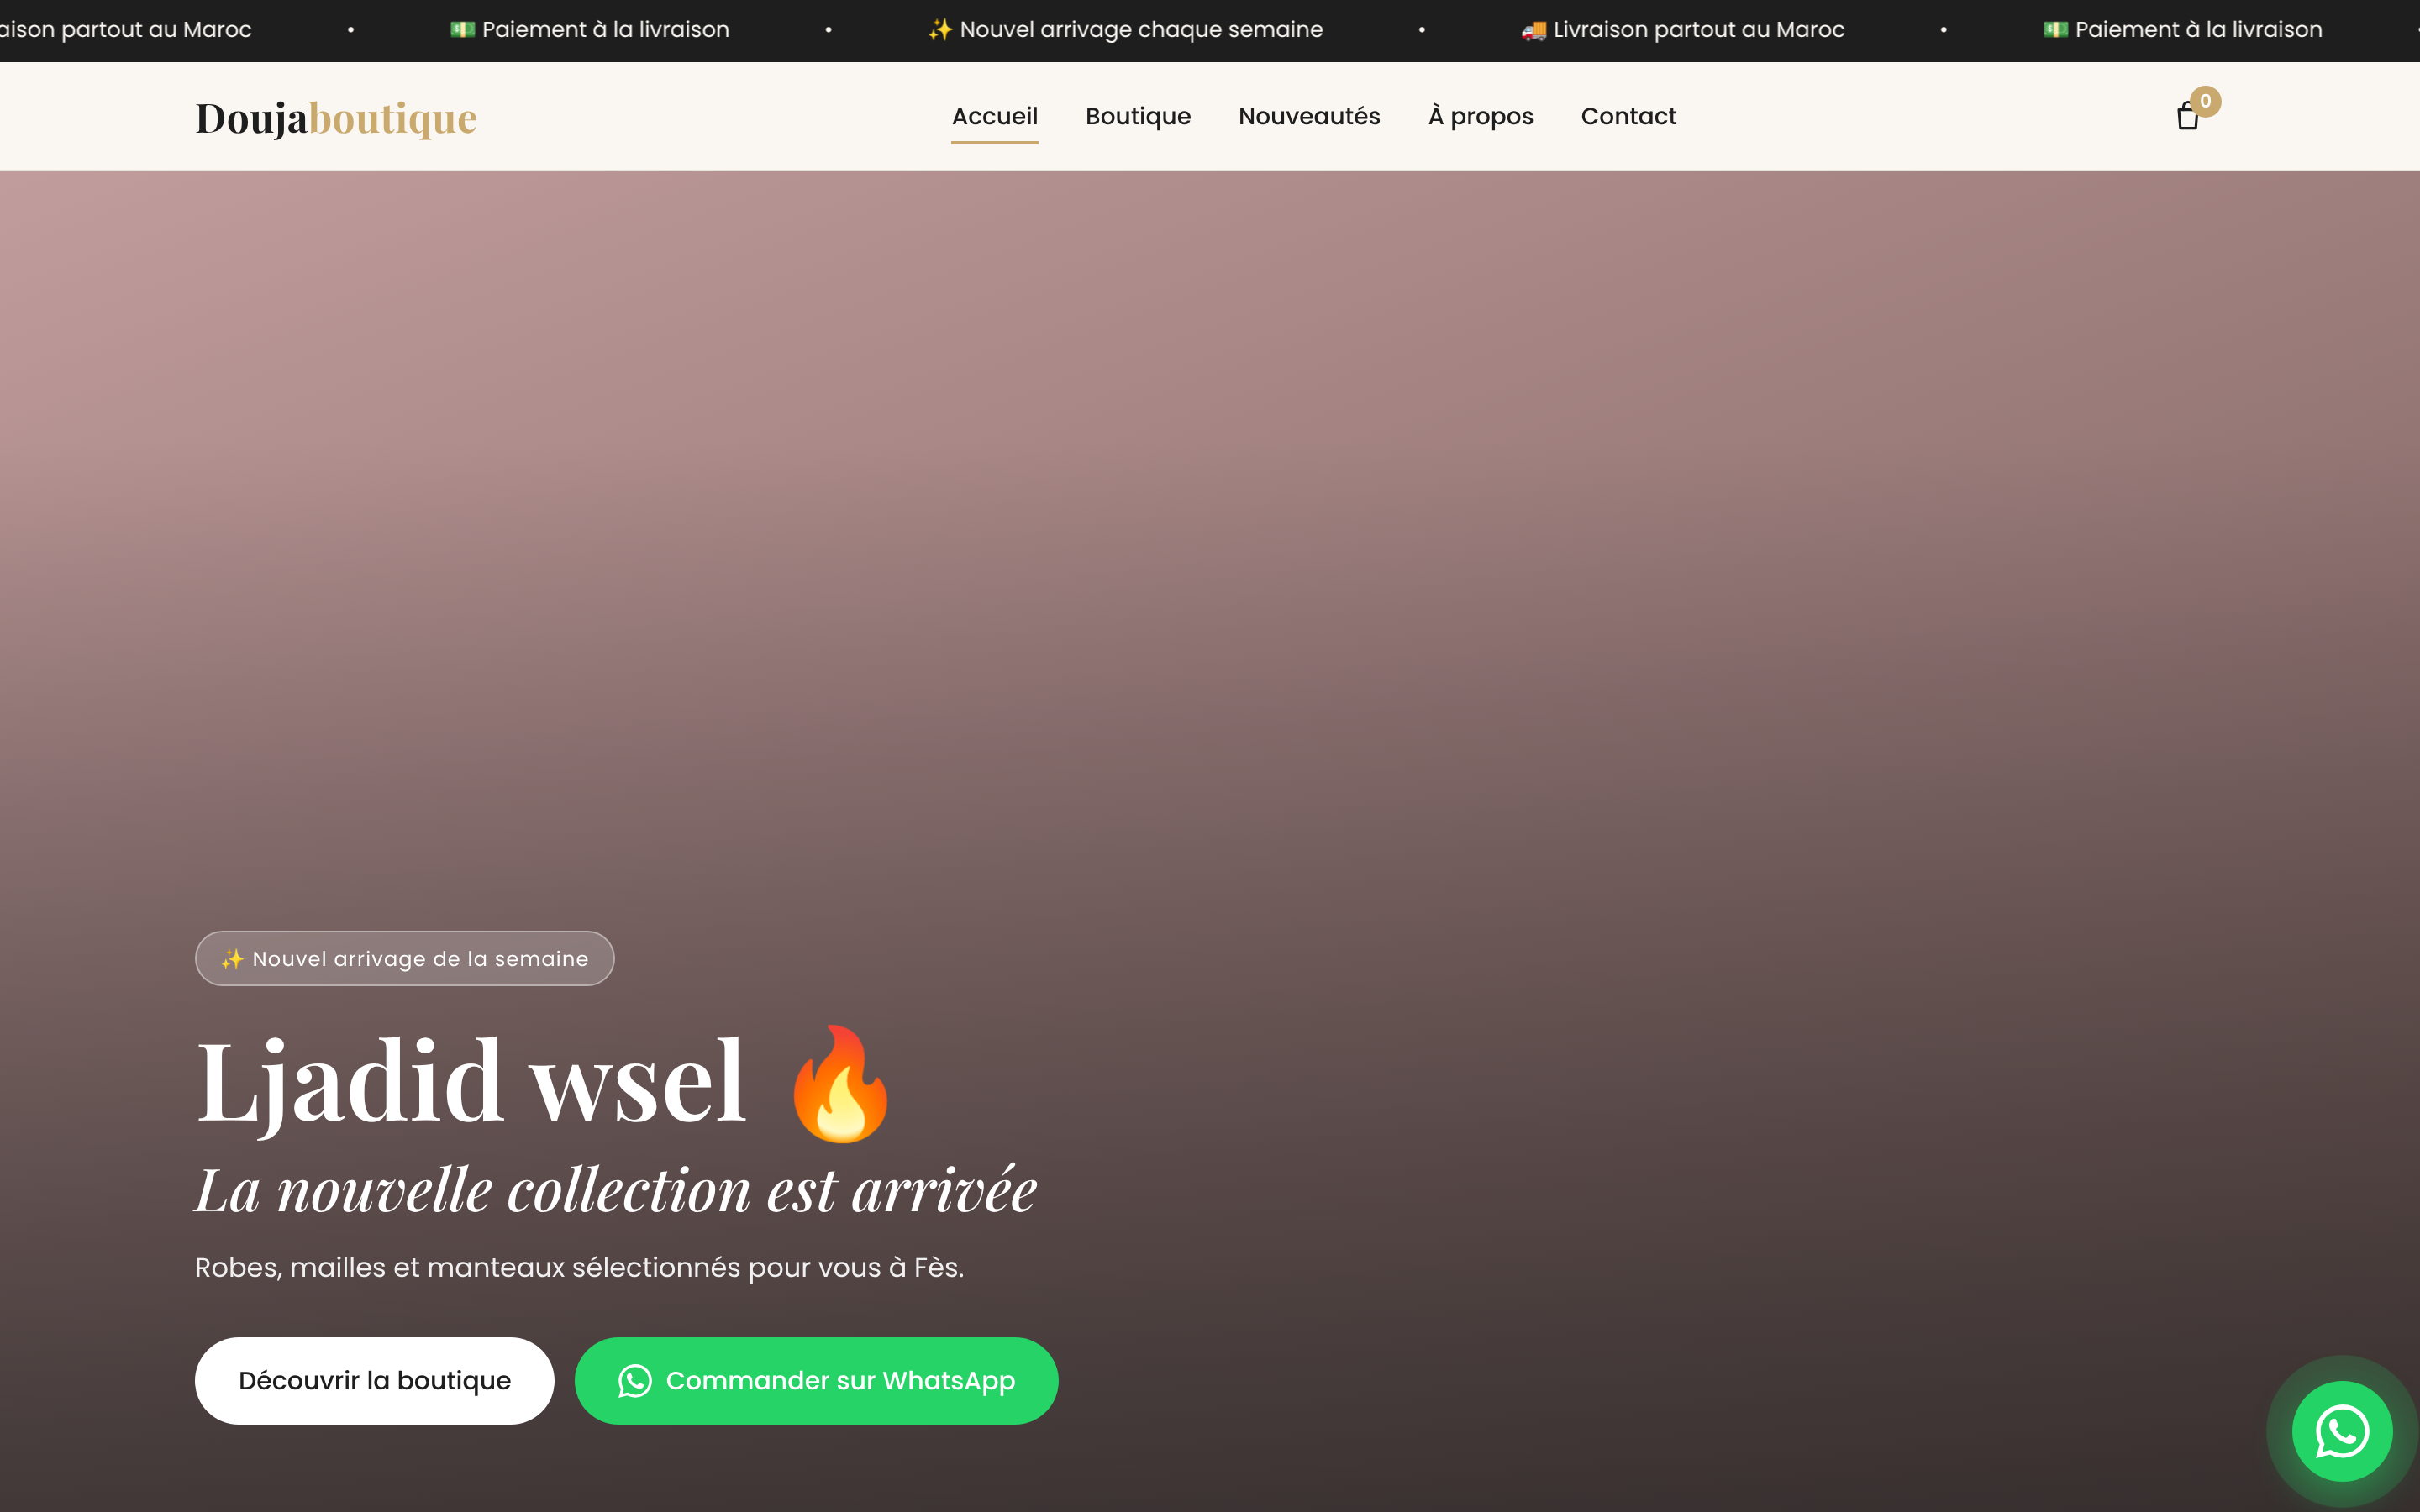 aison partout au Maroc • 💵 Paiement à la livraison • ✨ Nouvel arrivage chaque semaine • 🚚 Livraison partout au Maroc • 💵 Paiement à la livraison
Doujaboutique Accueil Boutique Nouveautés À propos Contact 0
✨ Nouvel arrivage de la semaine
Ljadid wsel 🔥
La nouvelle collection est arrivée
Robes, mailles et manteaux sélectionnés pour vous à Fès.
Découvrir la boutique Commander sur WhatsApp